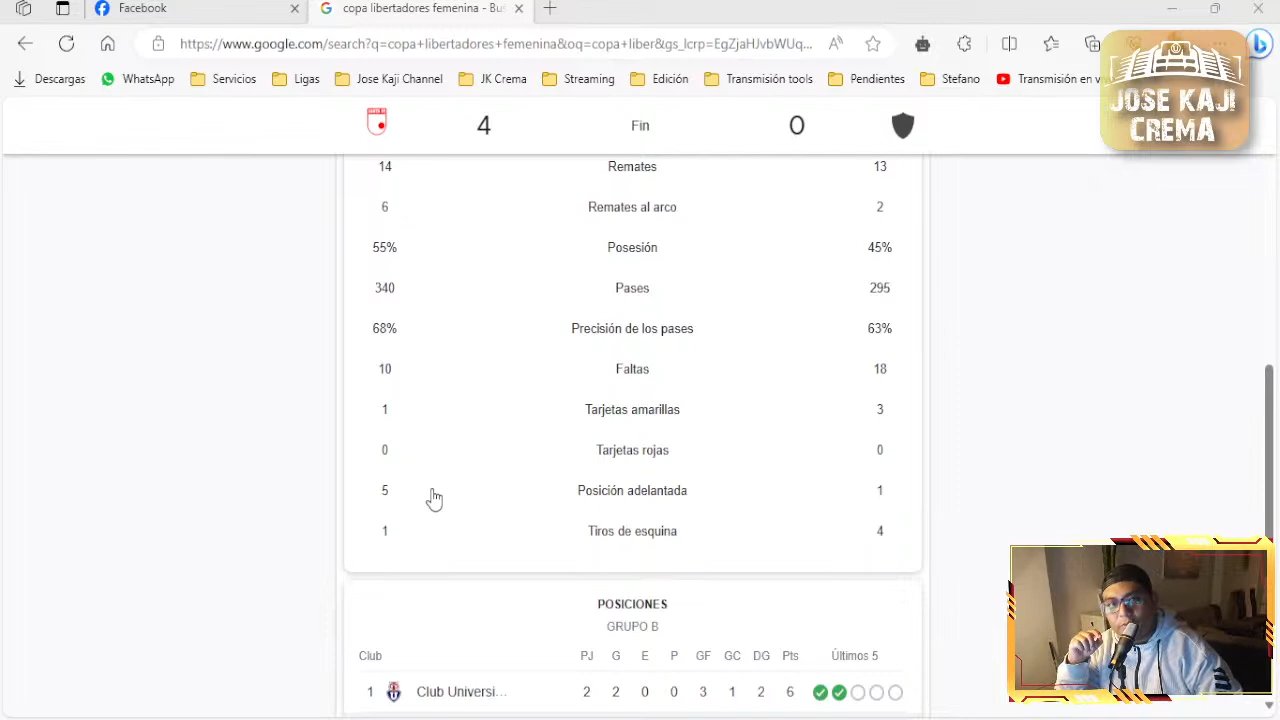 Facebook
copa libertadores femenina - Bu
https://www.google.com/search?q=copa+libertadores+femenina&oq=copa+liber&gs_lcrp=EgZjaHJvbWUq...
Descargas WhatsApp Servicios Ligas Jose Kaji Channel JK Crema Streaming Edición Transmisión tools Pendientes Stefano Transmisión en v
JOSE KAJI
CREMA
4 Fin 0
14 Remates 13
6 Remates al arco 2
55% Posesión 45%
340 Pases 295
68% Precisión de los pases 63%
10 Faltas 18
1 Tarjetas amarillas 3
0 Tarjetas rojas 0
5 Posición adelantada 1
1 Tiros de esquina 4
POSICIONES
GRUPO B
Club PJ G E P GF GC DG Pts Últimos 5
1 Club Universi... 2 2 0 0 3 1 2 6